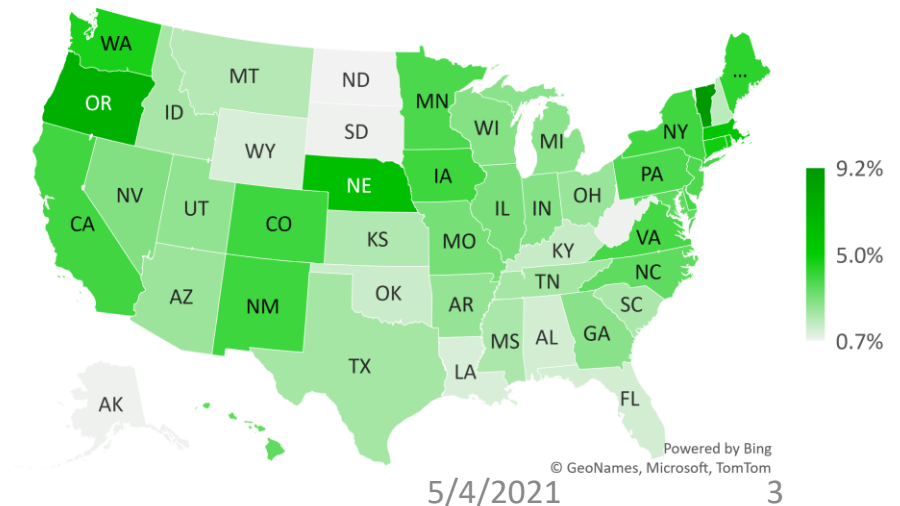 WA
MT
ND
MN
OR
ID
SD
WI
MI
NY
WY
...
NE
IA
PA
NV
UT
CO
IL
IN
OH
CA
KS
MO
KY
VA
AZ
NM
OK
AR
TN
NC
SC
TX
MS
AL
GA
LA
FL
AK
9.2%
5.0%
0.7%
Powered by Bing
© GeoNames, Microsoft, TomTom
5/4/2021
3